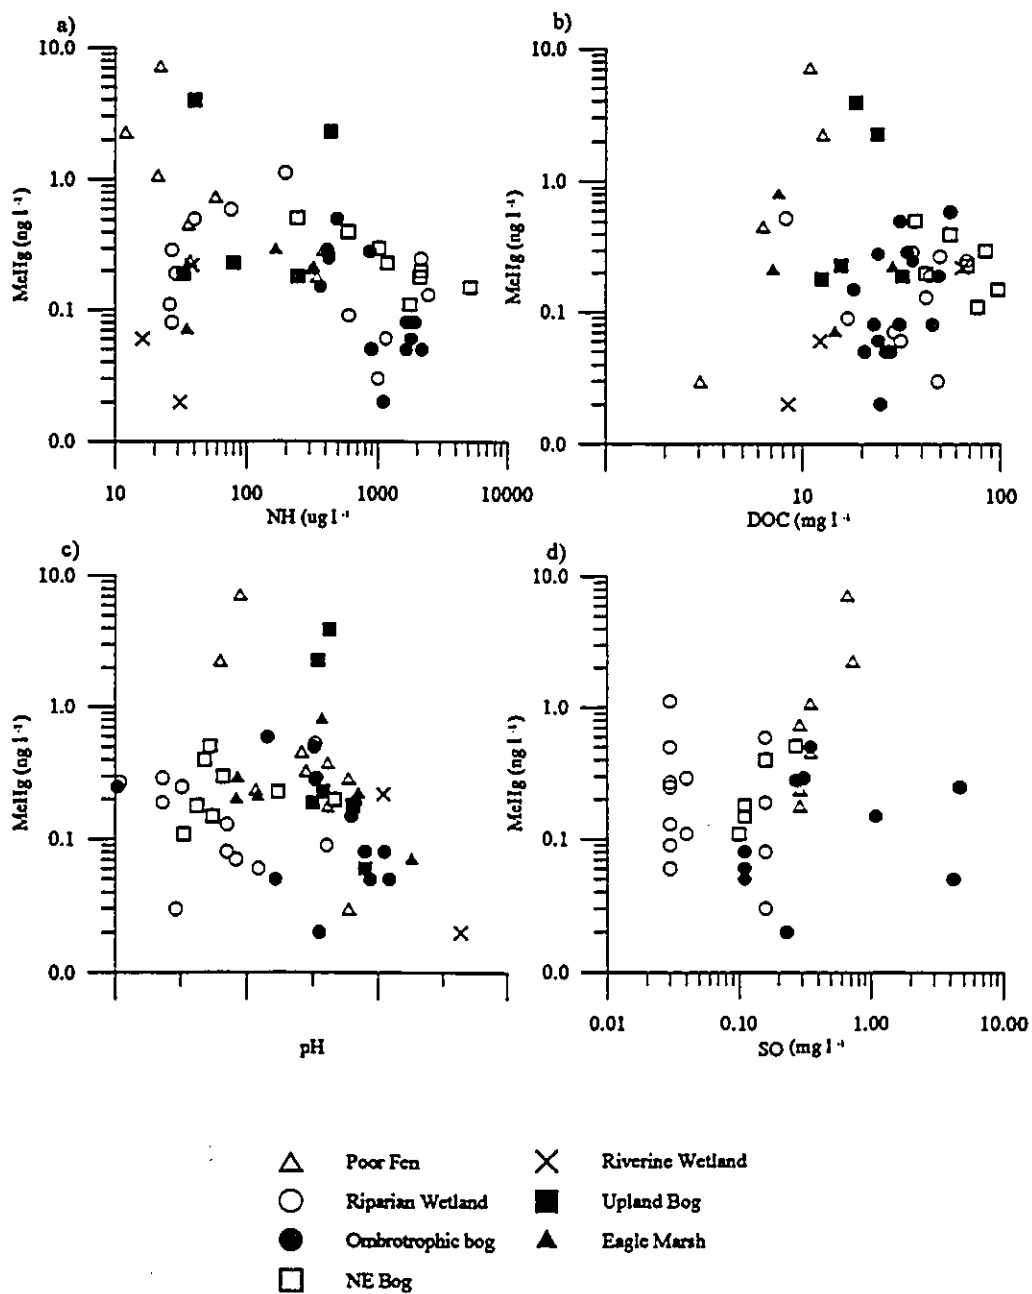 a)
10.0
1.0
0.1
0.0
MeHg (ng l⁻¹)
10 100 1000 10000
NH (ug l⁻¹
b)
10.0
1.0
0.1
0.0
MeHg (ng l⁻¹)
10 100
DOC (mg l⁻¹
c)
10.0
1.0
0.1
0.0
MeHg (ng l⁻¹)
pH
d)
10.0
1.0
0.1
0.0
MeHg (ng l⁻¹)
0.01 0.10 1.00 10.00
SO (mg l⁻¹
Poor Fen
Riparian Wetland
Ombrotrophic bog
NE Bog
Riverine Wetland
Upland Bog
Eagle Marsh